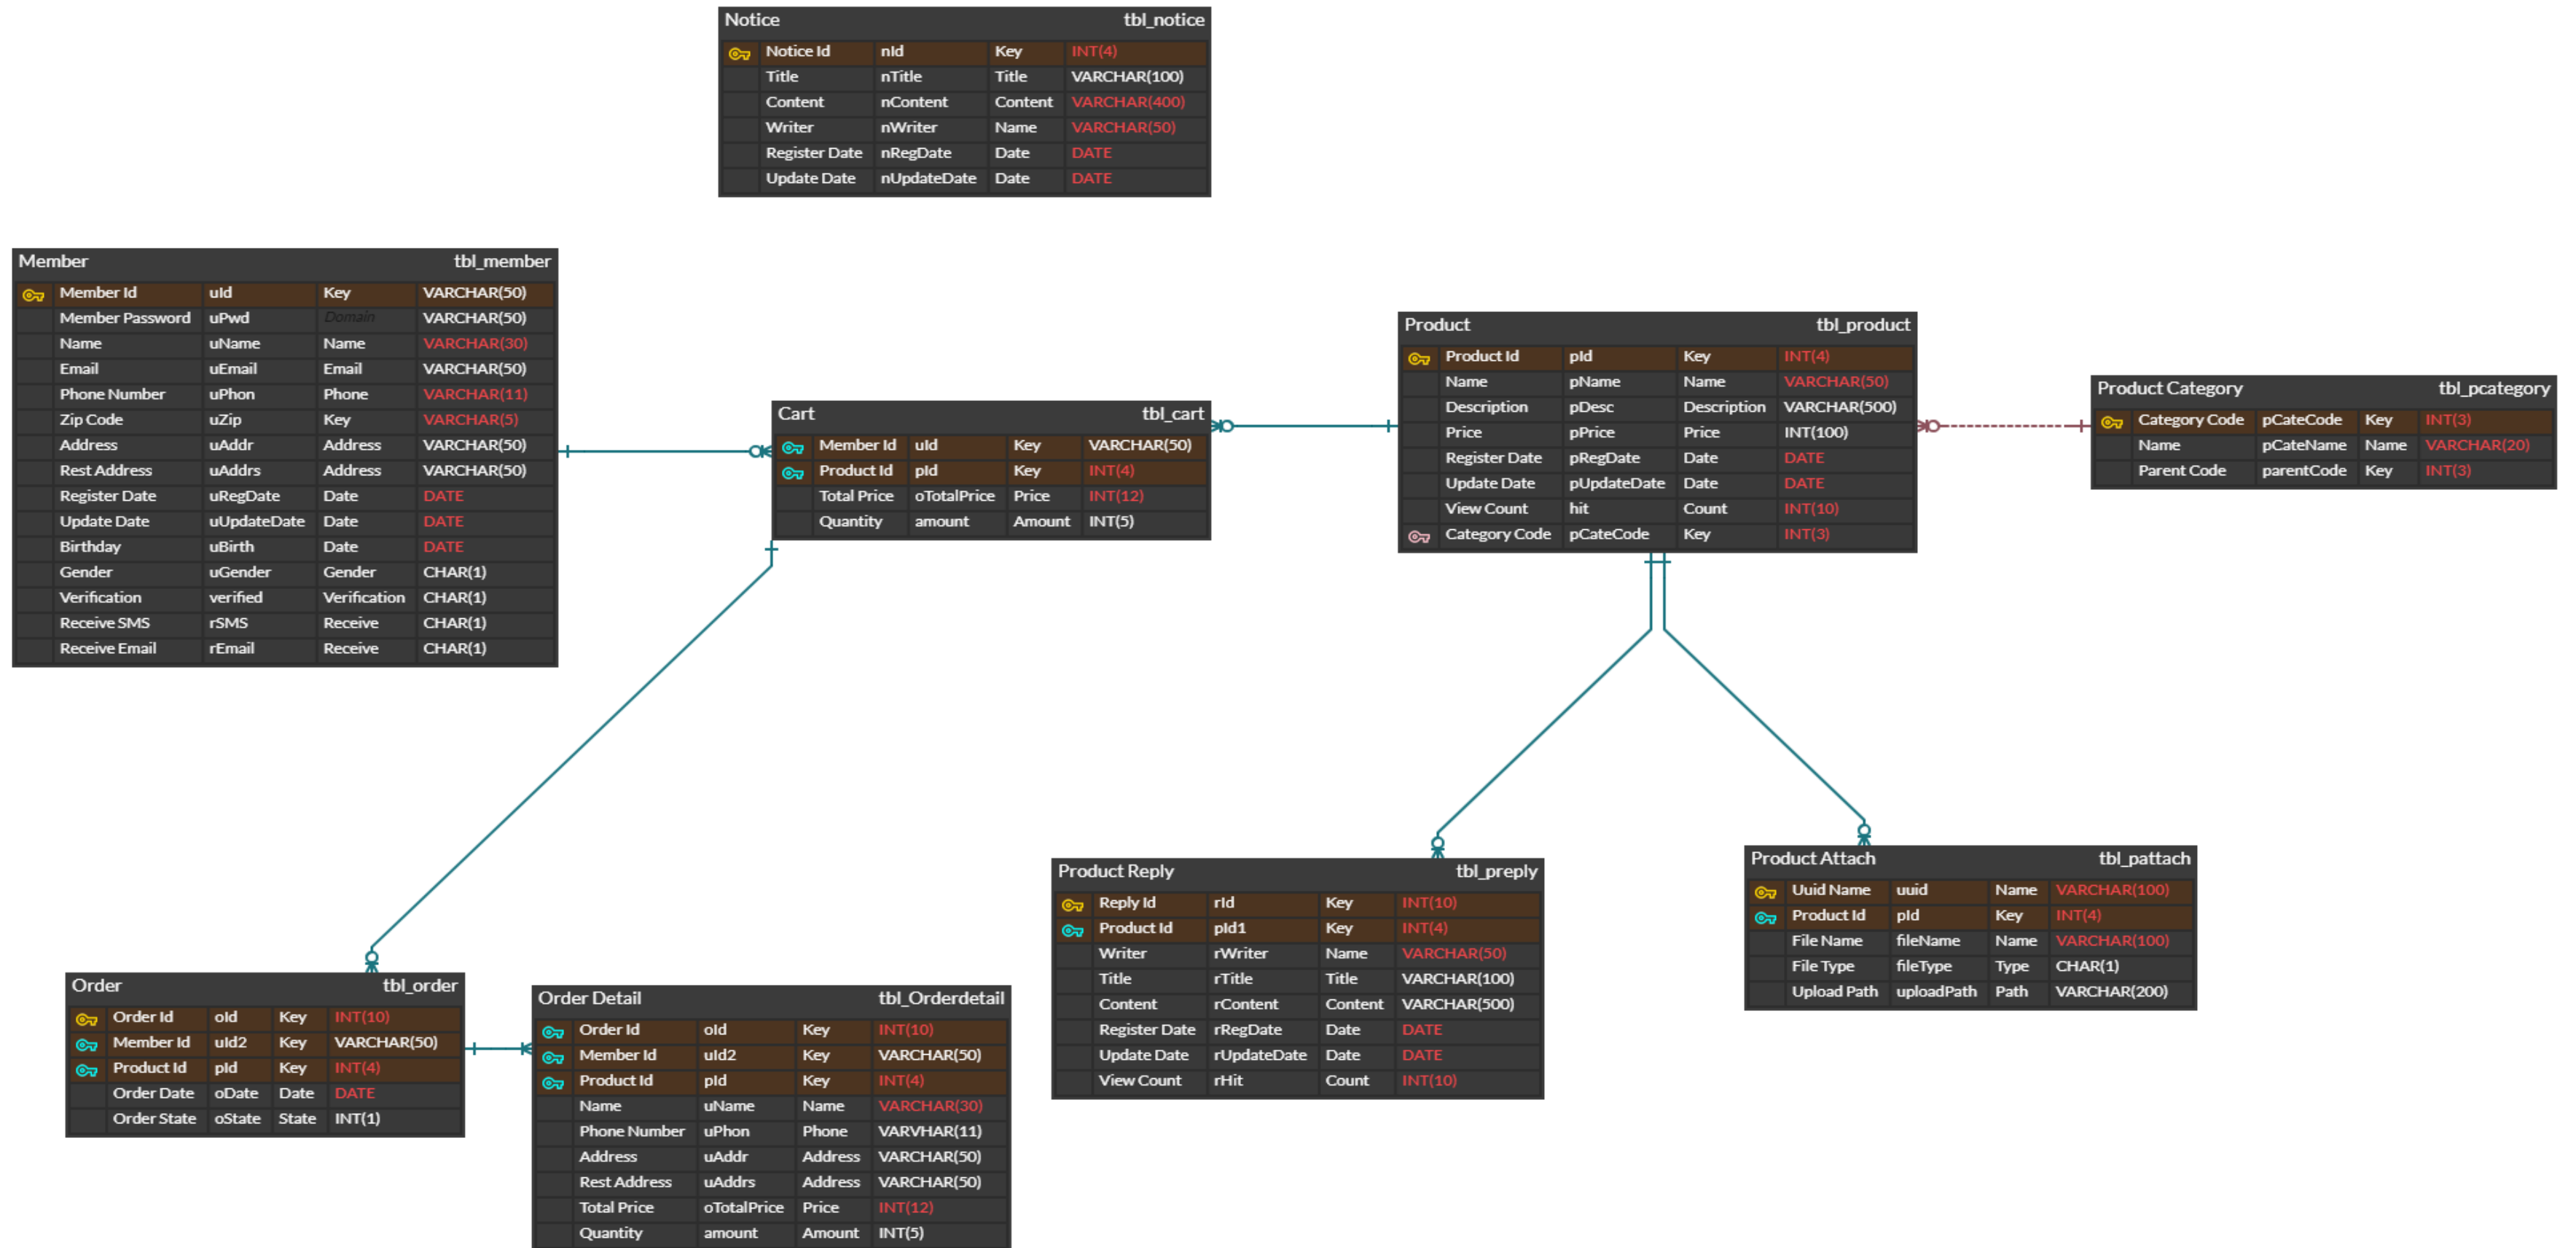 Notice tbl_notice
Notice Id nId Key INT(4)
Title nTitle Title VARCHAR(100)
Content nContent Content VARCHAR(400)
Writer nWriter Name VARCHAR(50)
Register Date nRegDate Date DATE
Update Date nUpdateDate Date DATE
Member tbl_member
Member Id uId Key VARCHAR(50)
Member Password uPwd Domain VARCHAR(50)
Name uName Name VARCHAR(30)
Email uEmail Email VARCHAR(50)
Phone Number uPhon Phone VARCHAR(11)
Zip Code uZip Key VARCHAR(5)
Address uAddr Address VARCHAR(50)
Rest Address uAddrs Address VARCHAR(50)
Register Date uRegDate Date DATE
Update Date uUpdateDate Date DATE
Birthday uBirth Date DATE
Gender uGender Gender CHAR(1)
Verification verified Verification CHAR(1)
Receive SMS rSMS Receive CHAR(1)
Receive Email rEmail Receive CHAR(1)
Cart tbl_cart
Member Id uId Key VARCHAR(50)
Product Id pId Key INT(4)
Total Price oTotalPrice Price INT(12)
Quantity amount Amount INT(5)
Product tbl_product
Product Id pId Key INT(4)
Name pName Name VARCHAR(50)
Description pDesc Description VARCHAR(500)
Price pPrice Price INT(100)
Register Date pRegDate Date DATE
Update Date pUpdateDate Date DATE
View Count hit Count INT(10)
Category Code pCateCode Key INT(3)
Product Category tbl_pcategory
Category Code pCateCode Key INT(3)
Name pCateName Name VARCHAR(20)
Parent Code parentCode Key INT(3)
Order tbl_order
Order Id oId Key INT(10)
Member Id uId2 Key VARCHAR(50)
Product Id pId Key INT(4)
Order Date oDate Date DATE
Order State oState State INT(1)
Order Detail tbl_Orderdetail
Order Id oId Key INT(10)
Member Id uId2 Key VARCHAR(50)
Product Id pId Key INT(4)
Name uName Name VARCHAR(30)
Phone Number uPhon Phone VARVHAR(11)
Address uAddr Address VARCHAR(50)
Rest Address uAddrs Address VARCHAR(50)
Total Price oTotalPrice Price INT(12)
Quantity amount Amount INT(5)
Product Reply tbl_preply
Reply Id rId Key INT(10)
Product Id pId1 Key INT(4)
Writer rWriter Name VARCHAR(50)
Title rTitle Title VARCHAR(100)
Content rContent Content VARCHAR(500)
Register Date rRegDate Date DATE
Update Date rUpdateDate Date DATE
View Count rHit Count INT(10)
Product Attach tbl_pattach
Uuid Name uuid Name VARCHAR(100)
Product Id pId Key INT(4)
File Name fileName Name VARCHAR(100)
File Type fileType Type CHAR(1)
Upload Path uploadPath Path VARCHAR(200)